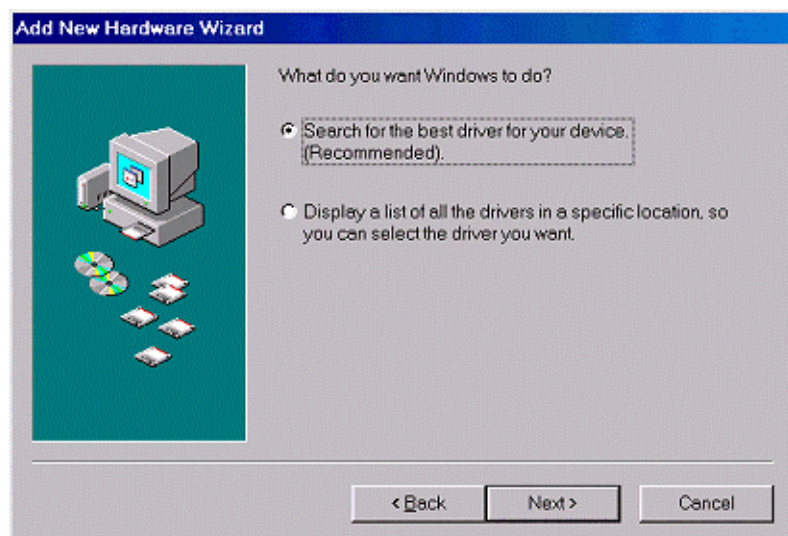 Add New Hardware Wizard
What do you want Windows to do?
Search for the best driver for your device.
(Recommended).
Display a list of all the drivers in a specific location, so
you can select the driver you want.
< Back
Next >
Cancel